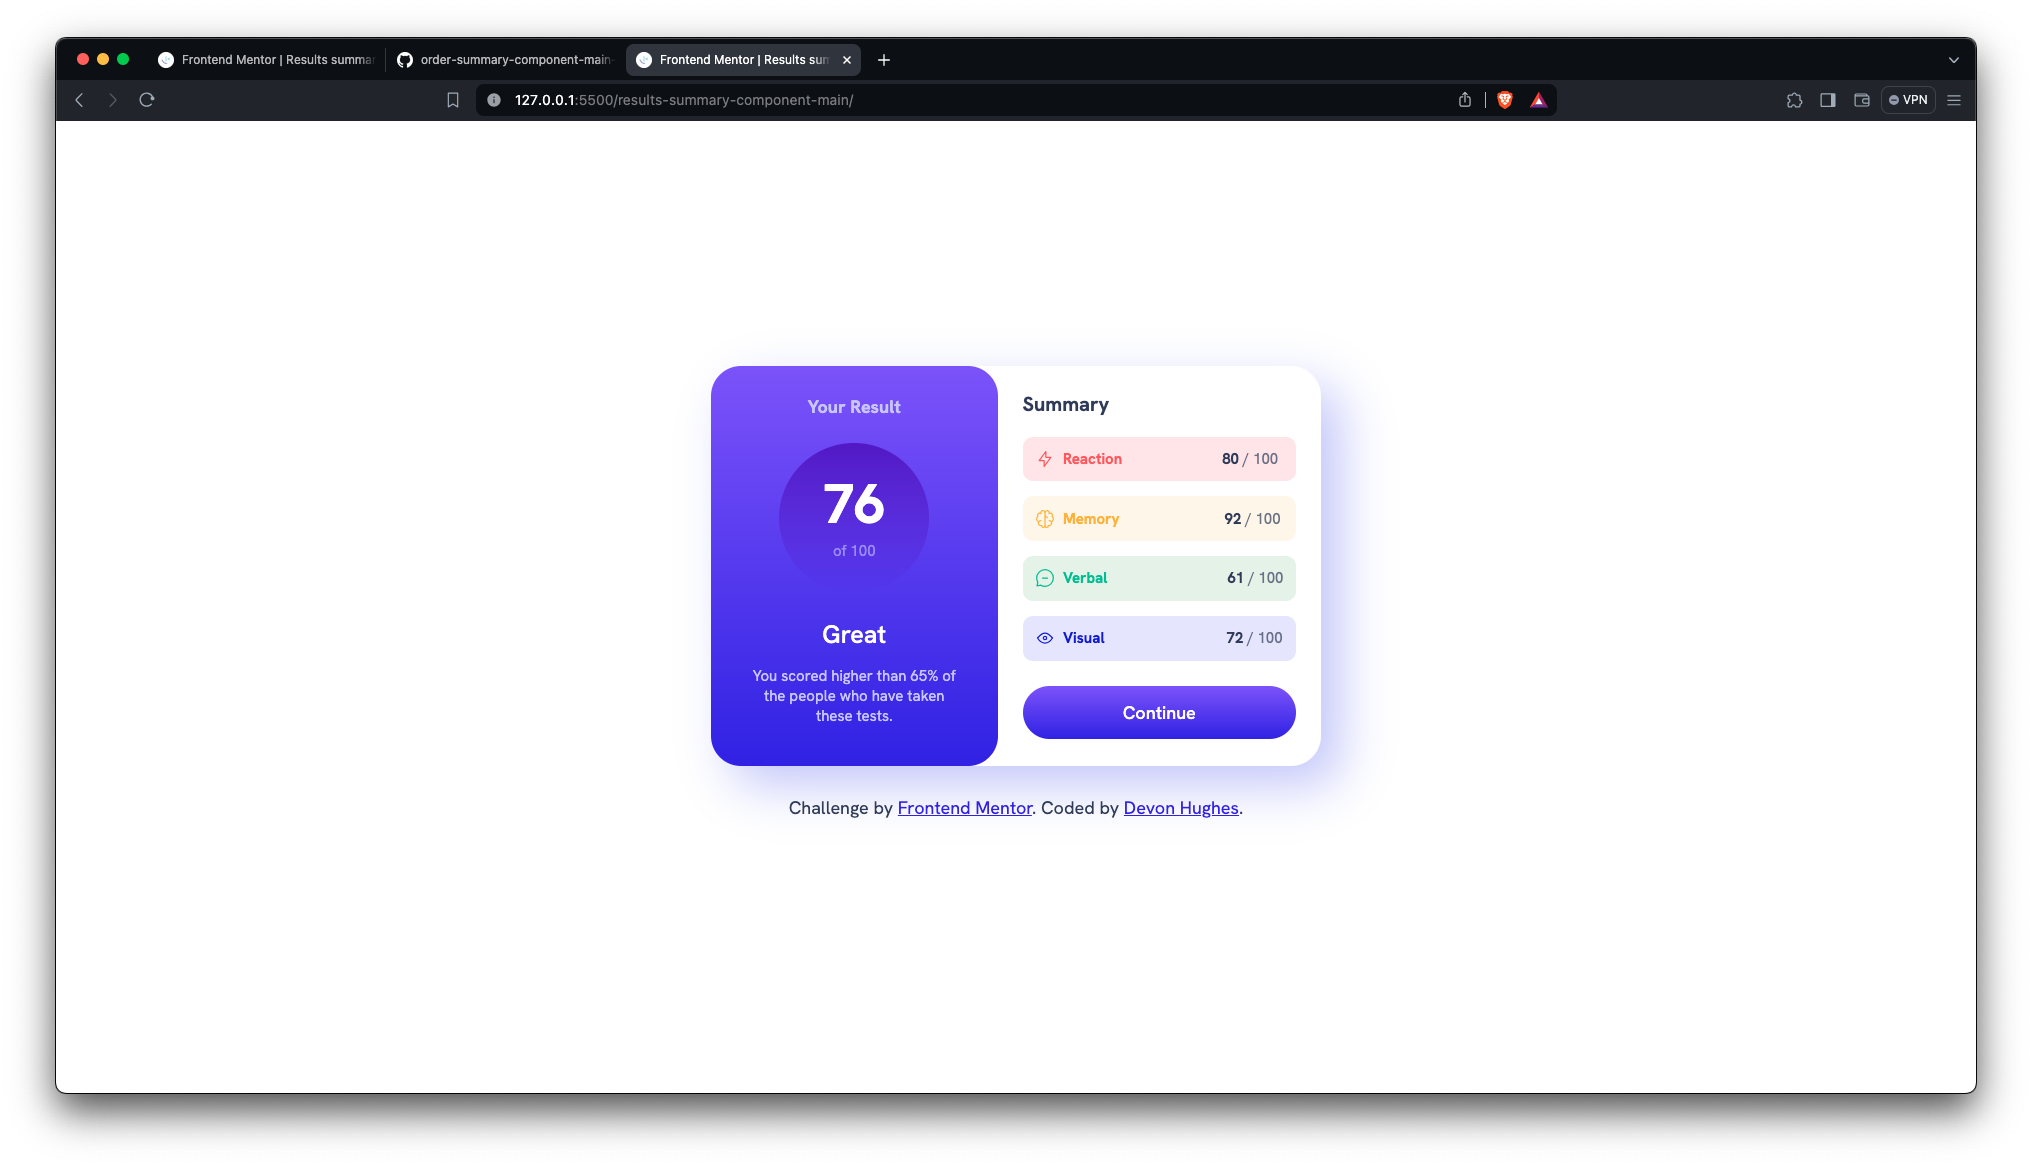 Frontend Mentor | Results summar
order-summary-component-main
Frontend Mentor | Results sum
127.0.0.1:5500/results-summary-component-main/
VPN
Your Result
76
of 100
Great
You scored higher than 65% of
the people who have taken
these tests.
Summary
Reaction 80 / 100
Memory 92 / 100
Verbal 61 / 100
Visual 72 / 100
Continue
Challenge by Frontend Mentor. Coded by Devon Hughes.